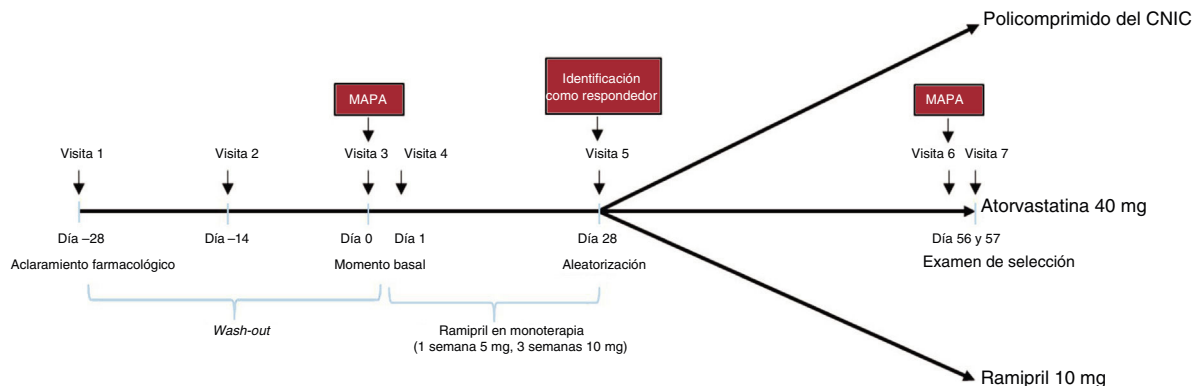 Policomprimido del CNIC
Identificación
como respondedor
MAPA
MAPA
Visita 1
Visita 2
Visita 3
Visita 4
Visita 5
Visita 6
Visita 7
Atorvastatina 40 mg
Día –28
Día –14
Día 0
Día 1
Día 28
Día 56 y 57
Aclaramiento farmacológico
Momento basal
Aleatorización
Examen de selección
Wash-out
Ramipril en monoterapia
(1 semana 5 mg, 3 semanas 10 mg)
Ramipril 10 mg